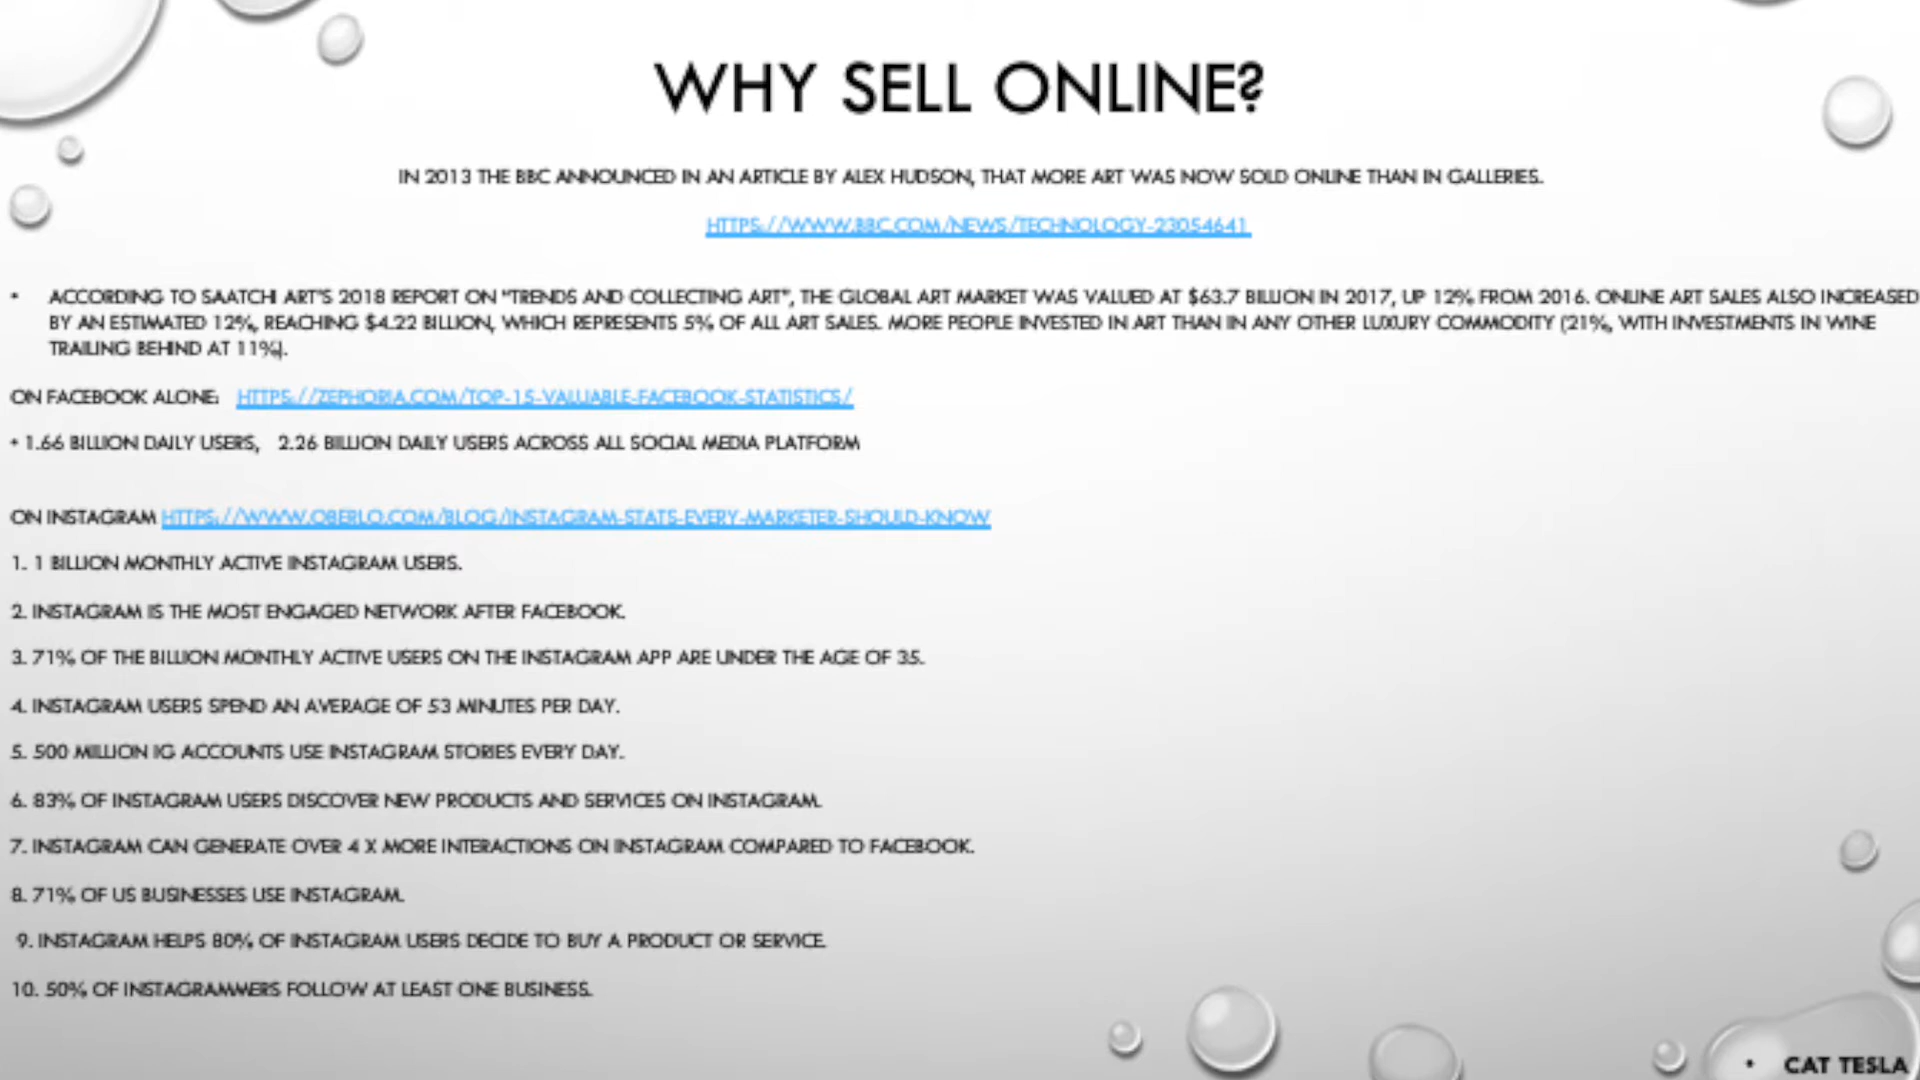 WHY SELL ONLINE?
IN 2013 THE BBC ANNOUNCED IN AN ARTICLE BY ALEX HUDSON, THAT MORE ART WAS NOW SOLD ONLINE THAN IN GALLERIES.
HTTPS://WWW.BBC.COM/NEWS/TECHNOLOGY-23054641
• ACCORDING TO SAATCHI ART'S 2018 REPORT ON "TRENDS AND COLLECTING ART", THE GLOBAL ART MARKET WAS VALUED AT $63.7 BILLION IN 2017, UP 12% FROM 2016. ONLINE ART SALES ALSO INCREASED
BY AN ESTIMATED 12%, REACHING $4.22 BILLION, WHICH REPRESENTS 5% OF ALL ART SALES. MORE PEOPLE INVESTED IN ART THAN IN ANY OTHER LUXURY COMMODITY (21%, WITH INVESTMENTS IN WINE
TRAILING BEHIND AT 11%).
ON FACEBOOK ALONE: HTTPS://ZEPHORIA.COM/TOP-15-VALUABLE-FACEBOOK-STATISTICS/
• 1.66 BILLION DAILY USERS, 2.26 BILLION DAILY USERS ACROSS ALL SOCIAL MEDIA PLATFORM
ON INSTAGRAM HTTPS://WWW.OBERLO.COM/BLOG/INSTAGRAM-STATS-EVERY-MARKETER-SHOULD-KNOW
1. 1 BILLION MONTHLY ACTIVE INSTAGRAM USERS.
2. INSTAGRAM IS THE MOST ENGAGED NETWORK AFTER FACEBOOK.
3. 71% OF THE BILLION MONTHLY ACTIVE USERS ON THE INSTAGRAM APP ARE UNDER THE AGE OF 35.
4. INSTAGRAM USERS SPEND AN AVERAGE OF 53 MINUTES PER DAY.
5. 500 MILLION IG ACCOUNTS USE INSTAGRAM STORIES EVERY DAY.
6. 83% OF INSTAGRAM USERS DISCOVER NEW PRODUCTS AND SERVICES ON INSTAGRAM.
7. INSTAGRAM CAN GENERATE OVER 4 X MORE INTERACTIONS ON INSTAGRAM COMPARED TO FACEBOOK.
8. 71% OF US BUSINESSES USE INSTAGRAM.
9. INSTAGRAM HELPS 80% OF INSTAGRAM USERS DECIDE TO BUY A PRODUCT OR SERVICE.
10. 50% OF INSTAGRAMMERS FOLLOW AT LEAST ONE BUSINESS.
• CAT TESLA